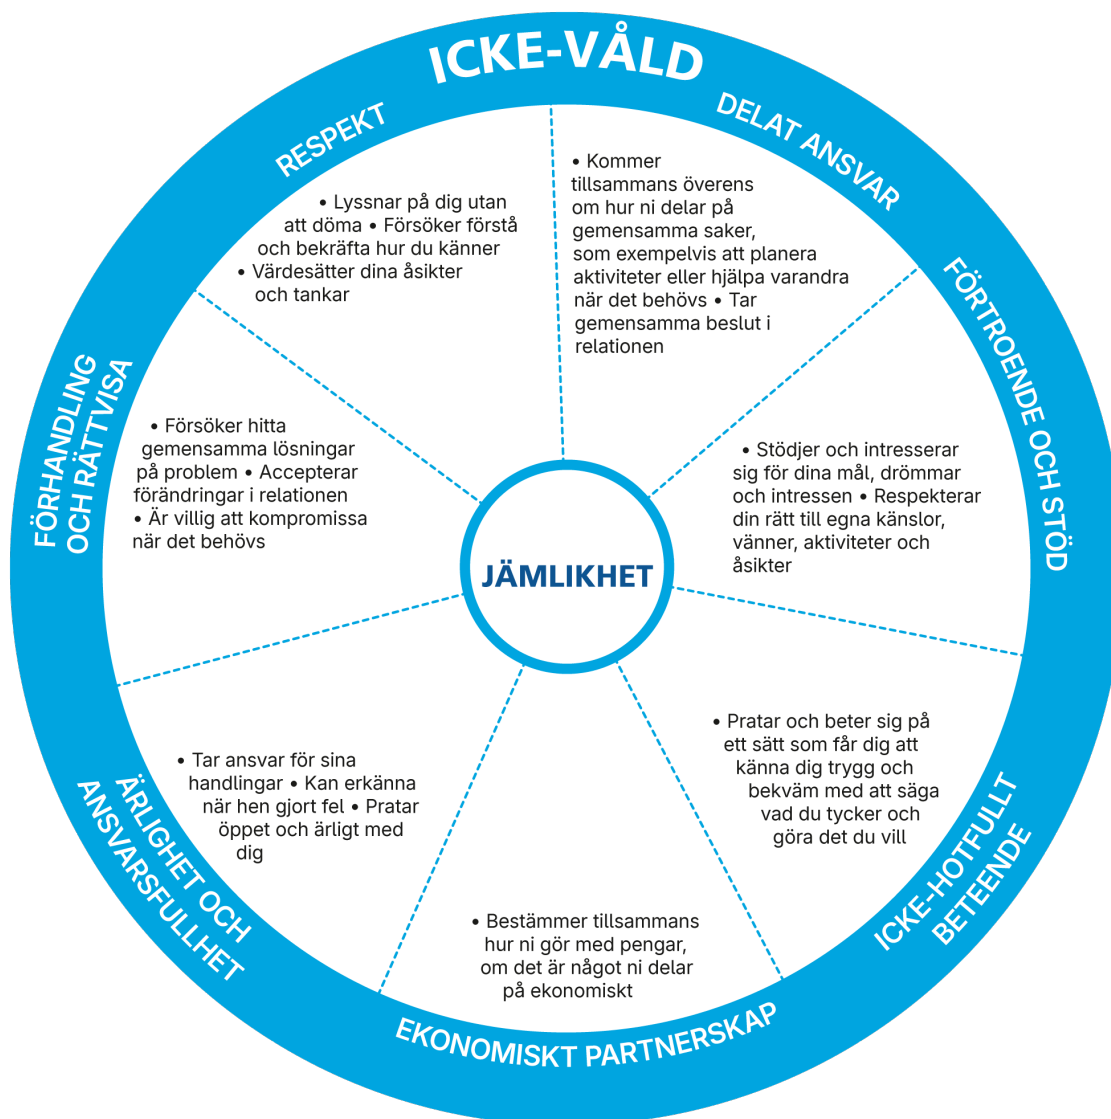 ICKE-VÅLD
RESPEKT
• Lyssnar på dig utan
att döma • Försöker förstå
och bekräfta hur du känner
• Värdesätter dina åsikter
och tankar
DELAT ANSVAR
• Kommer
tillsammans överens
om hur ni delar på
gemensamma saker,
som exempelvis att planera
aktiviteter eller hjälpa varandra
när det behövs • Tar
gemensamma beslut i
relationen
FÖRTROENDE OCH STÖD
• Stödjer och intresserar
sig för dina mål, drömmar
och intressen • Respekterar
din rätt till egna känslor,
vänner, aktiviteter och
åsikter
ICKE-HOTFULLT
BETEENDE
• Pratar och beter sig på
ett sätt som får dig att
känna dig trygg och
bekväm med att säga
vad du tycker och
göra det du vill
EKONOMISKT PARTNERSKAP
• Bestämmer tillsammans
hur ni gör med pengar,
om det är något ni delar
på ekonomiskt
ÄRLIGHET OCH
ANSVARSFULLHET
• Tar ansvar för sina
handlingar • Kan erkänna
när hen gjort fel • Pratar
öppet och ärligt med
dig
FÖRHANDLING
OCH RÄTTVISA
• Försöker hitta
gemensamma lösningar
på problem • Accepterar
förändringar i relationen
• Är villig att kompromissa
när det behövs
JÄMLIKHET